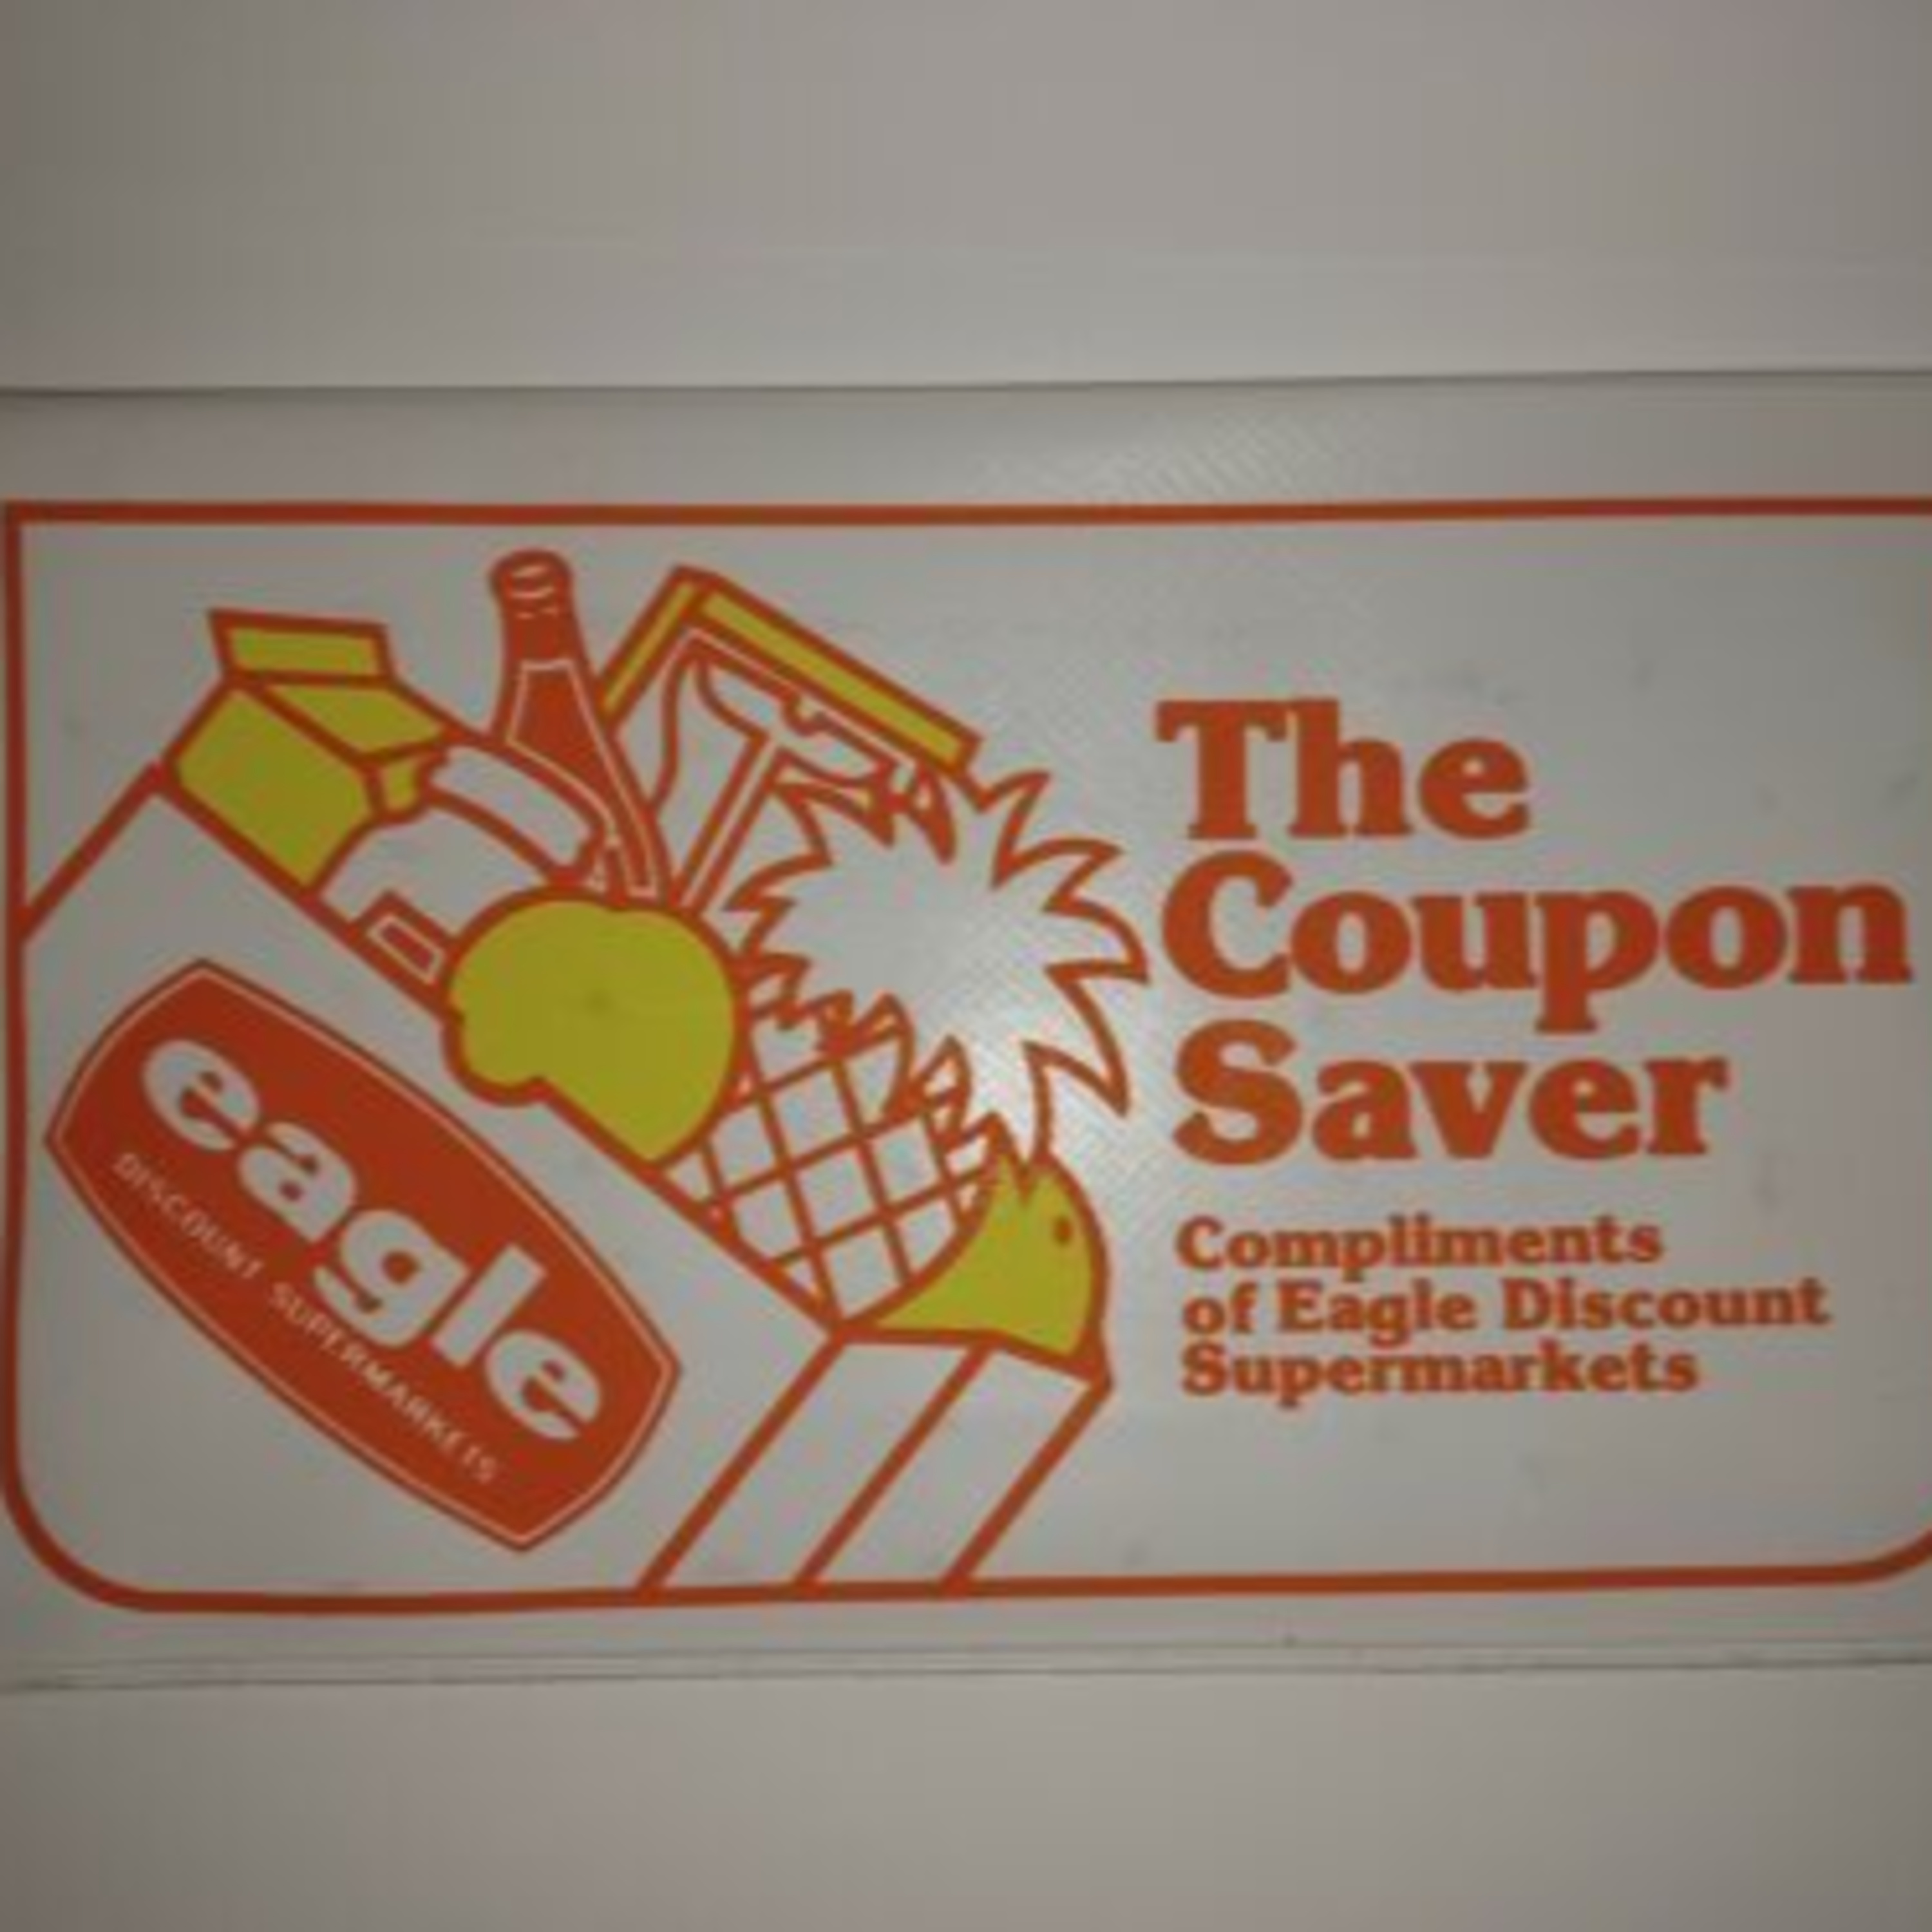 The
Coupon
Saver
Compliments
of Eagle Discount
Supermarkets
eagle
DISCOUNT SUPERMARKETS